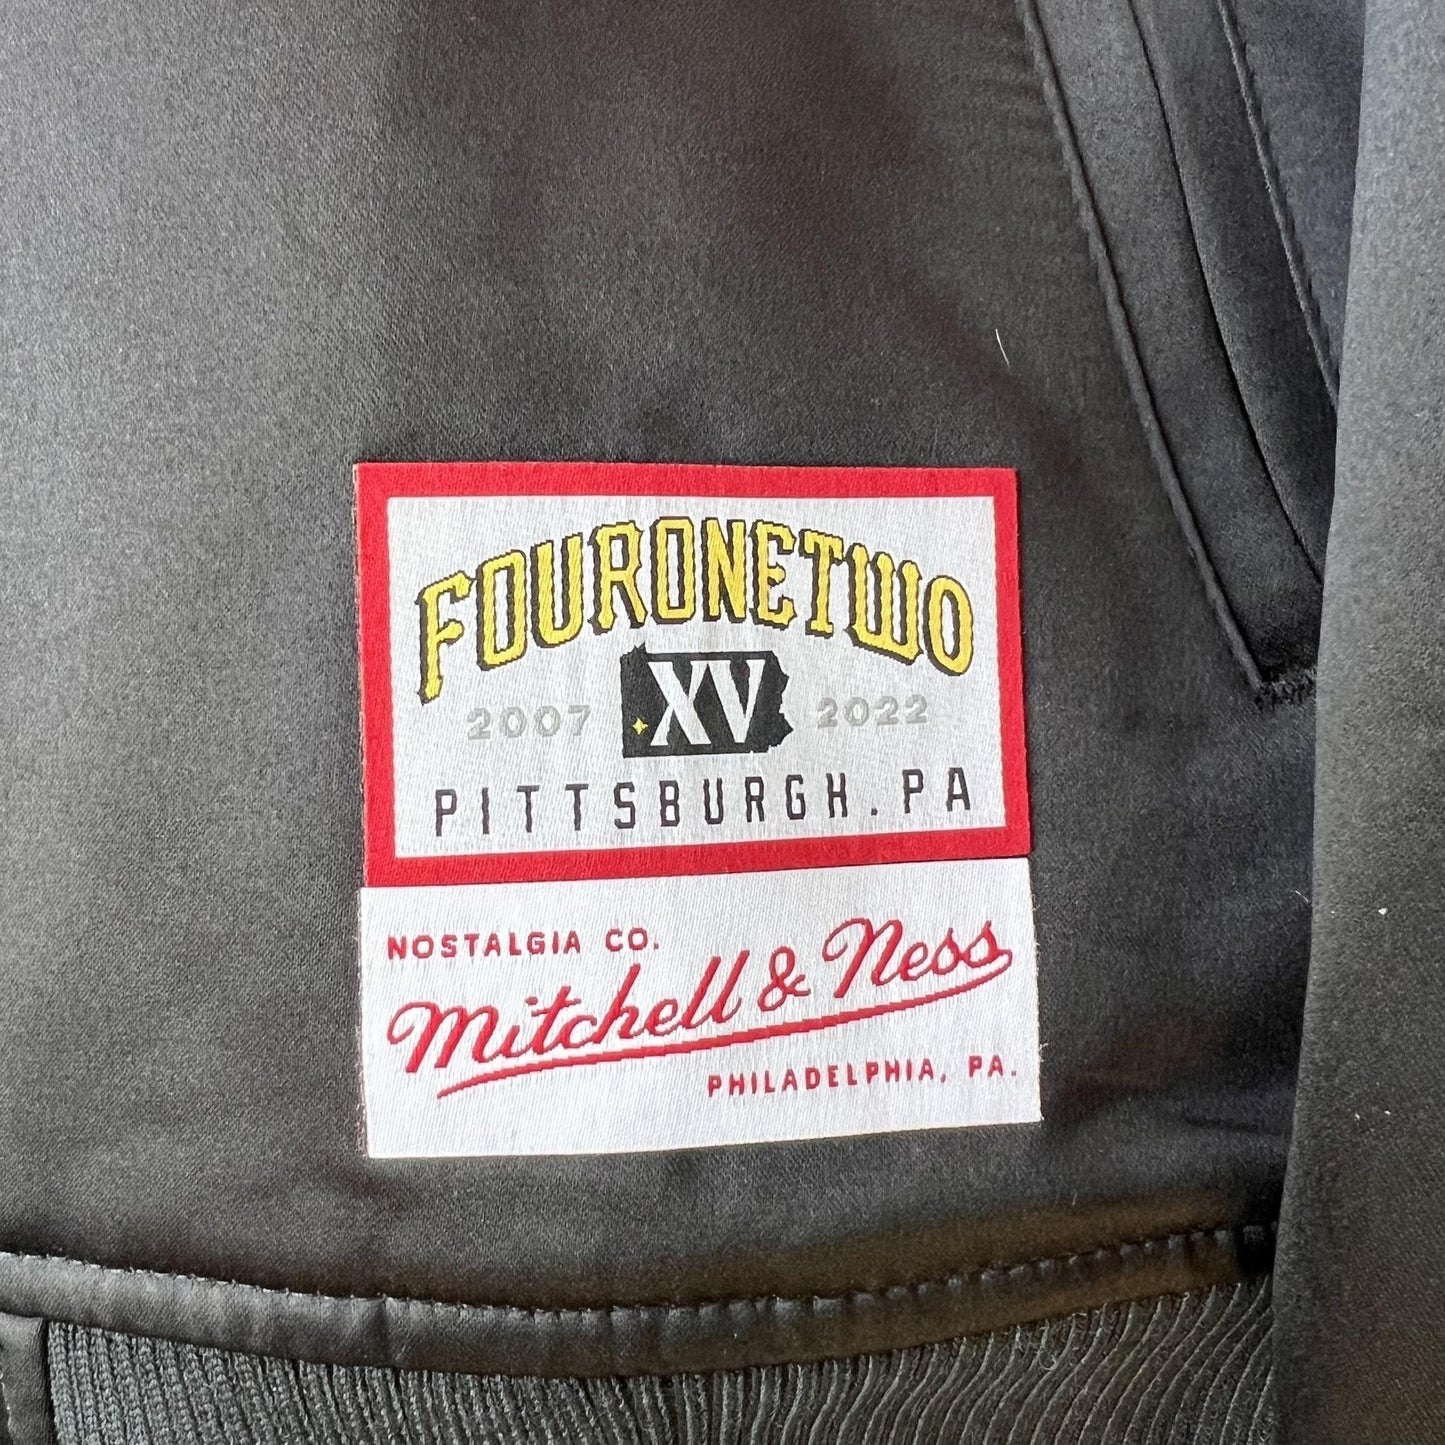 FOURONETWO
2007 XV 2022
PITTSBURGH.PA
NOSTALGIA CO.
Mitchell & Ness
PHILADELPHIA, PA.